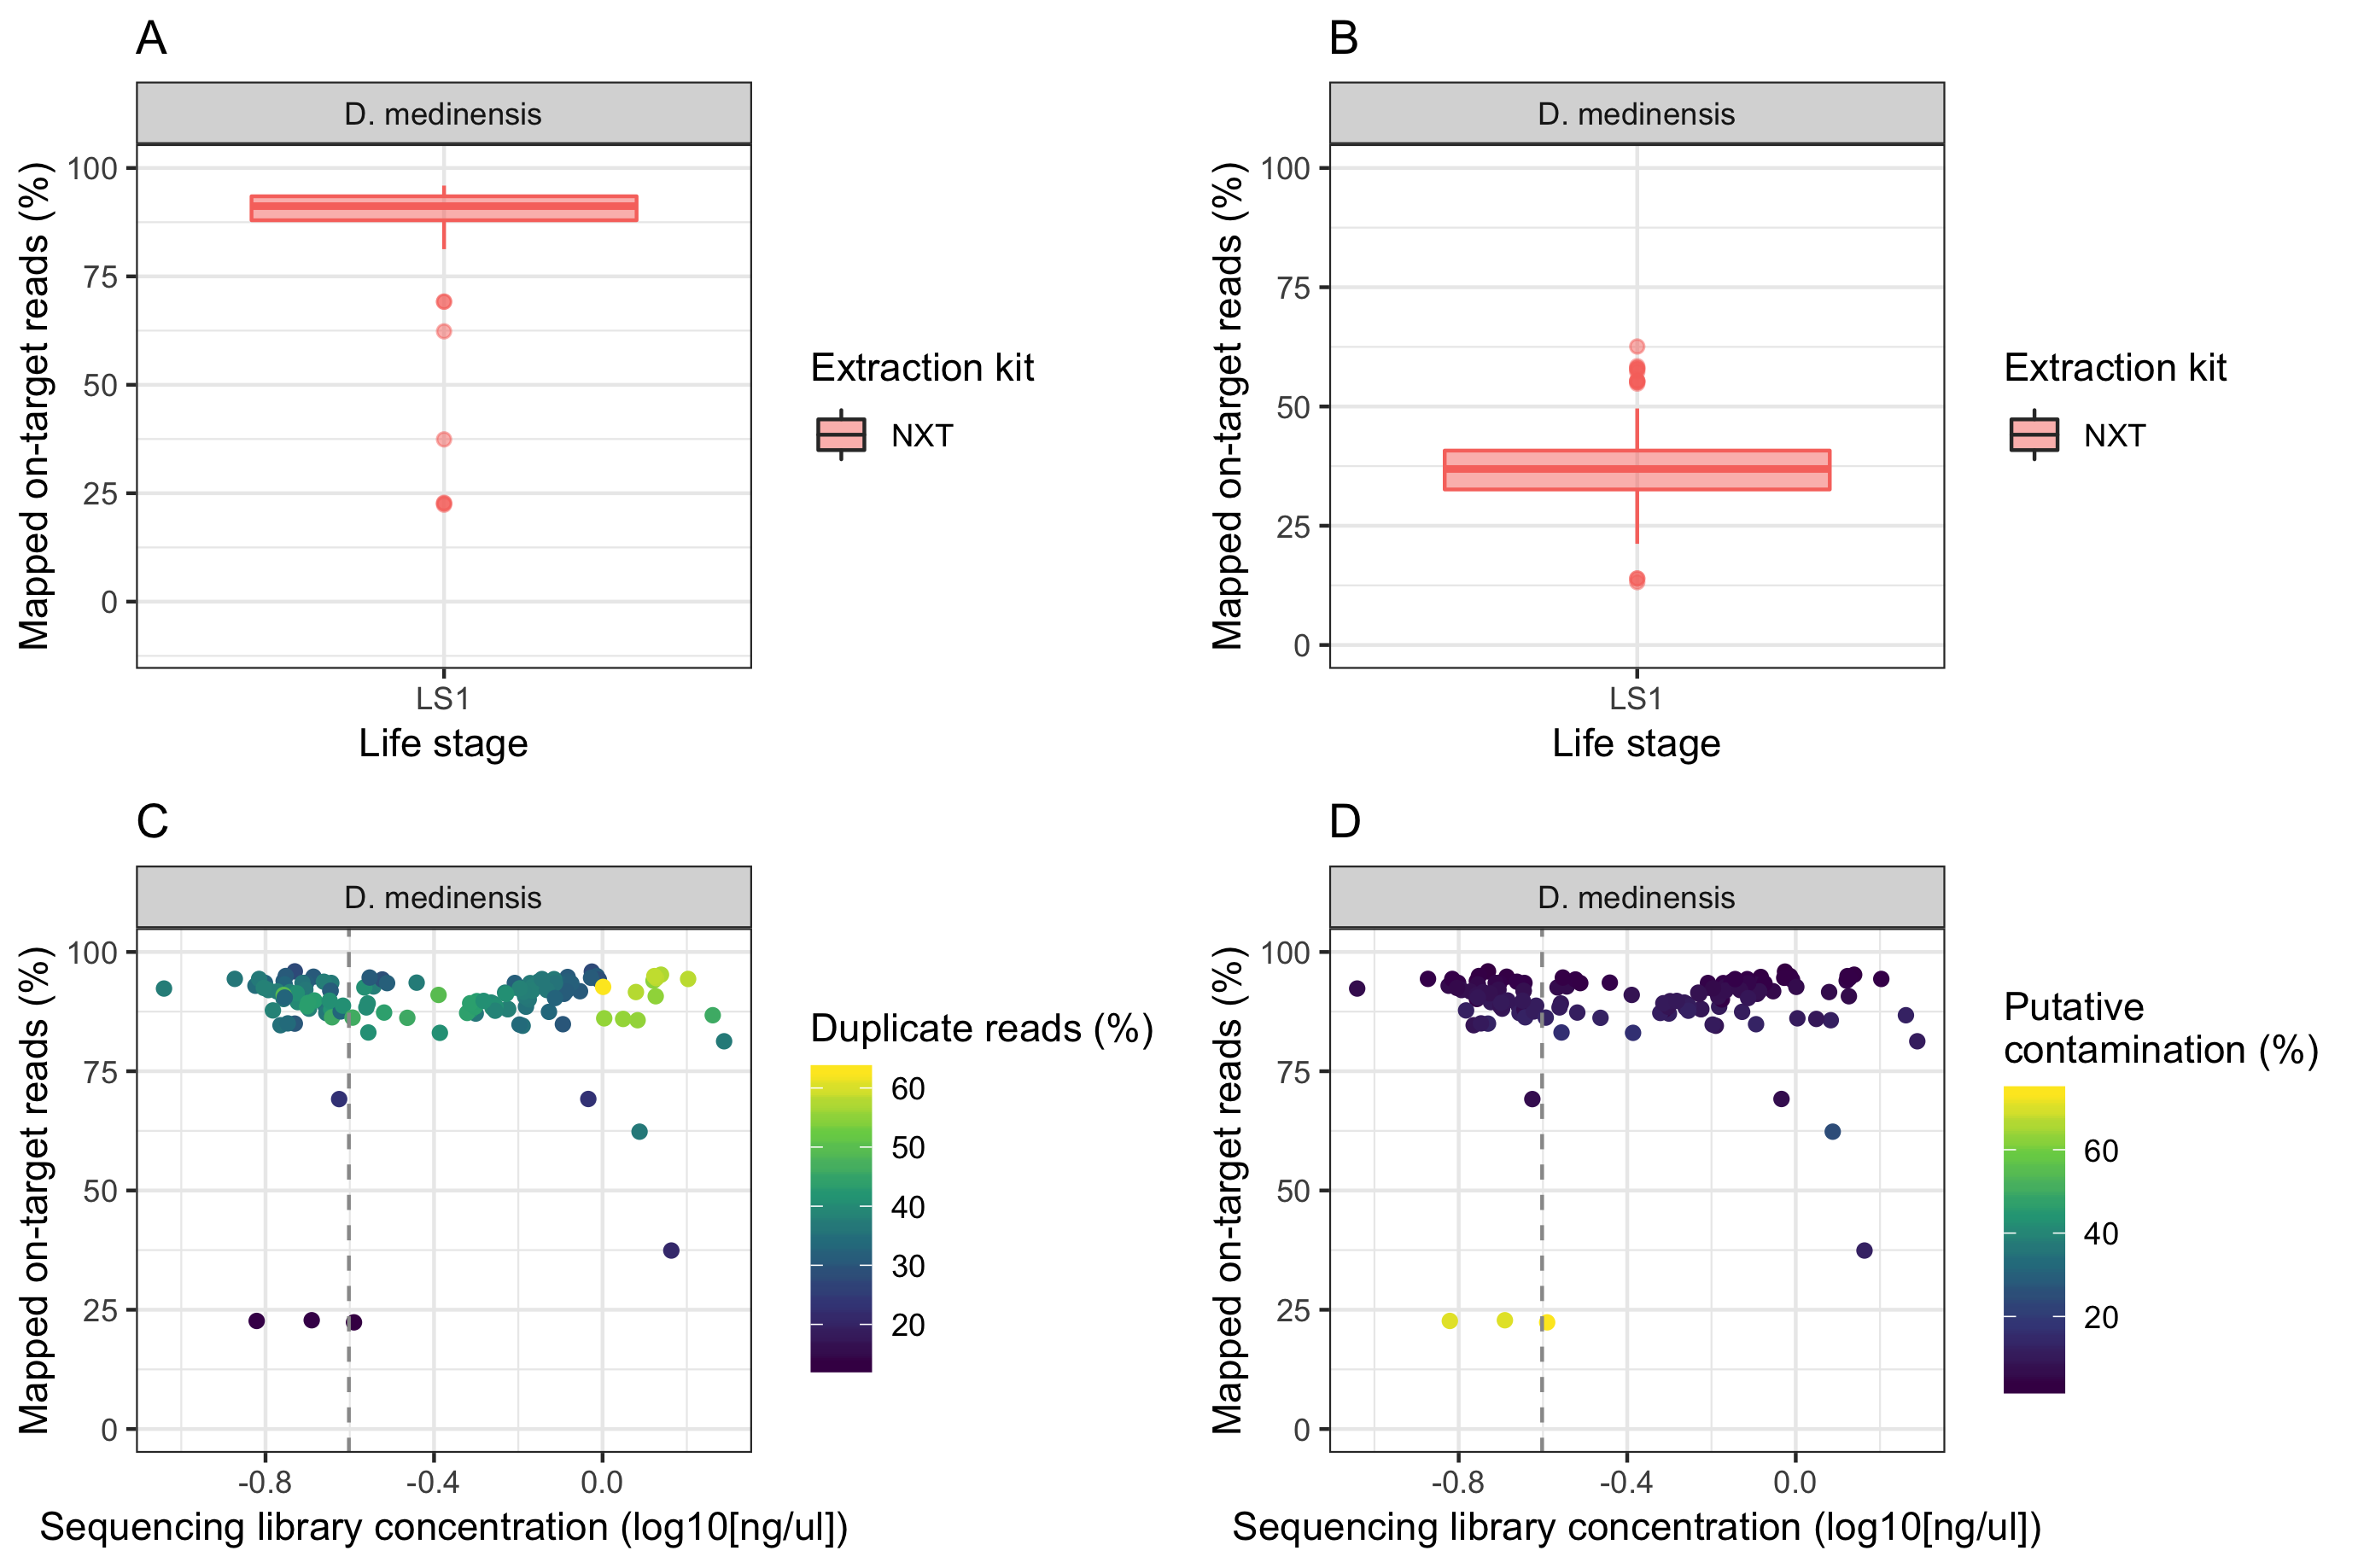 A
D. medinensis
Mapped on-target reads (%)
100
75
50
25
0
LS1
Life stage
Extraction kit
NXT
B
D. medinensis
Mapped on-target reads (%)
100
75
50
25
0
LS1
Life stage
Extraction kit
NXT
C
D. medinensis
Mapped on-target reads (%)
100
75
50
25
0
-0.8
-0.4
0.0
Sequencing library concentration (log10[ng/ul])
Duplicate reads (%)
60
50
40
30
20
D
D. medinensis
Mapped on-target reads (%)
100
75
50
25
0
-0.8
-0.4
0.0
Sequencing library concentration (log10[ng/ul])
Putative
contamination (%)
60
40
20